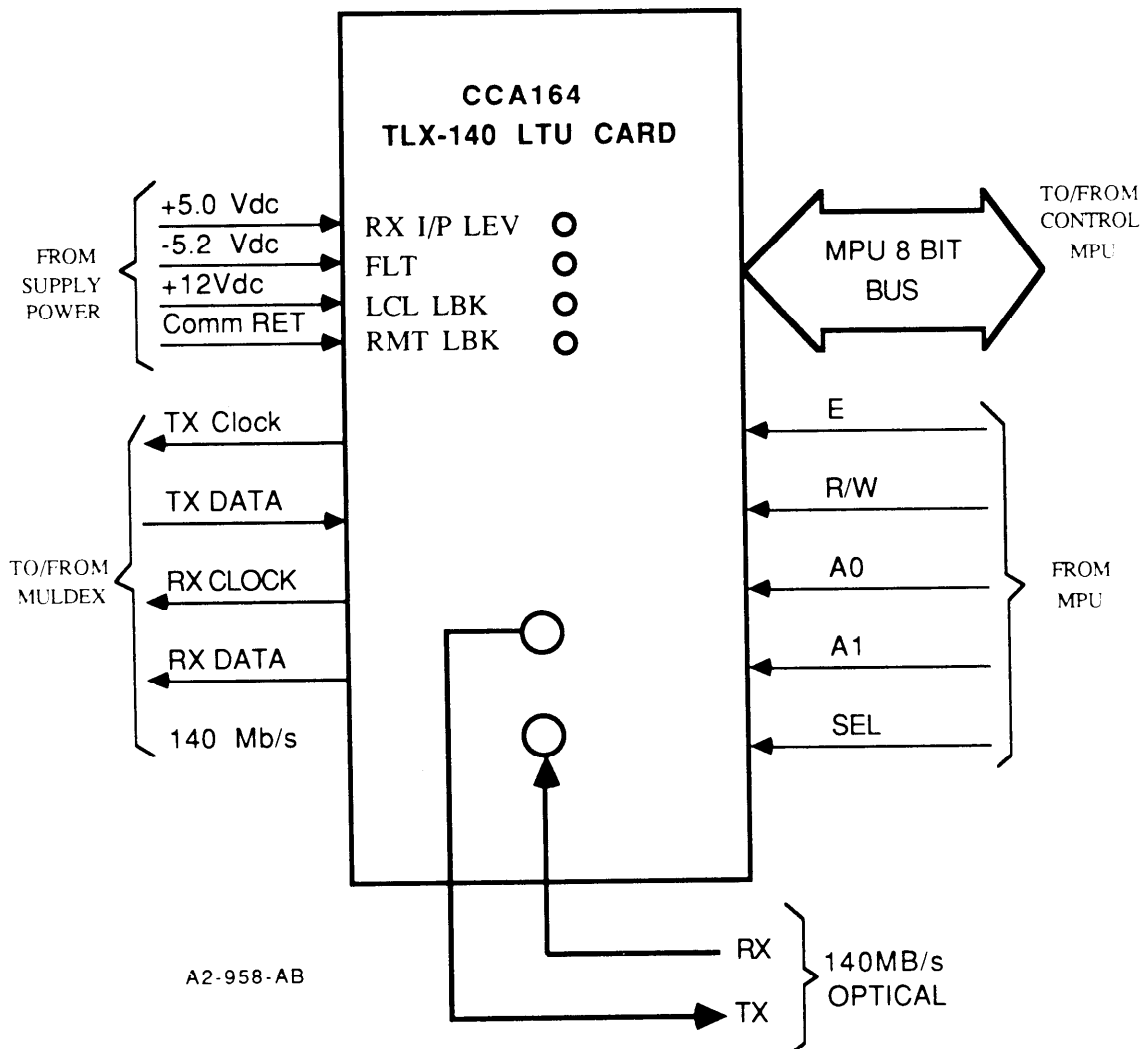 CCA164
TLX-140 LTU CARD
FROM
SUPPLY
POWER
+5.0 Vdc
-5.2 Vdc
+12Vdc
Comm RET
RX I/P LEV
FLT
LCL LBK
RMT LBK
MPU 8 BIT
BUS
TO/FROM
CONTROL
MPU
TO/FROM
MULDEX
TX Clock
TX DATA
RX CLOCK
RX DATA
140 Mb/s
E
R/W
A0
A1
SEL
FROM
MPU
RX
TX
140MB/s
OPTICAL
A2-958-AB